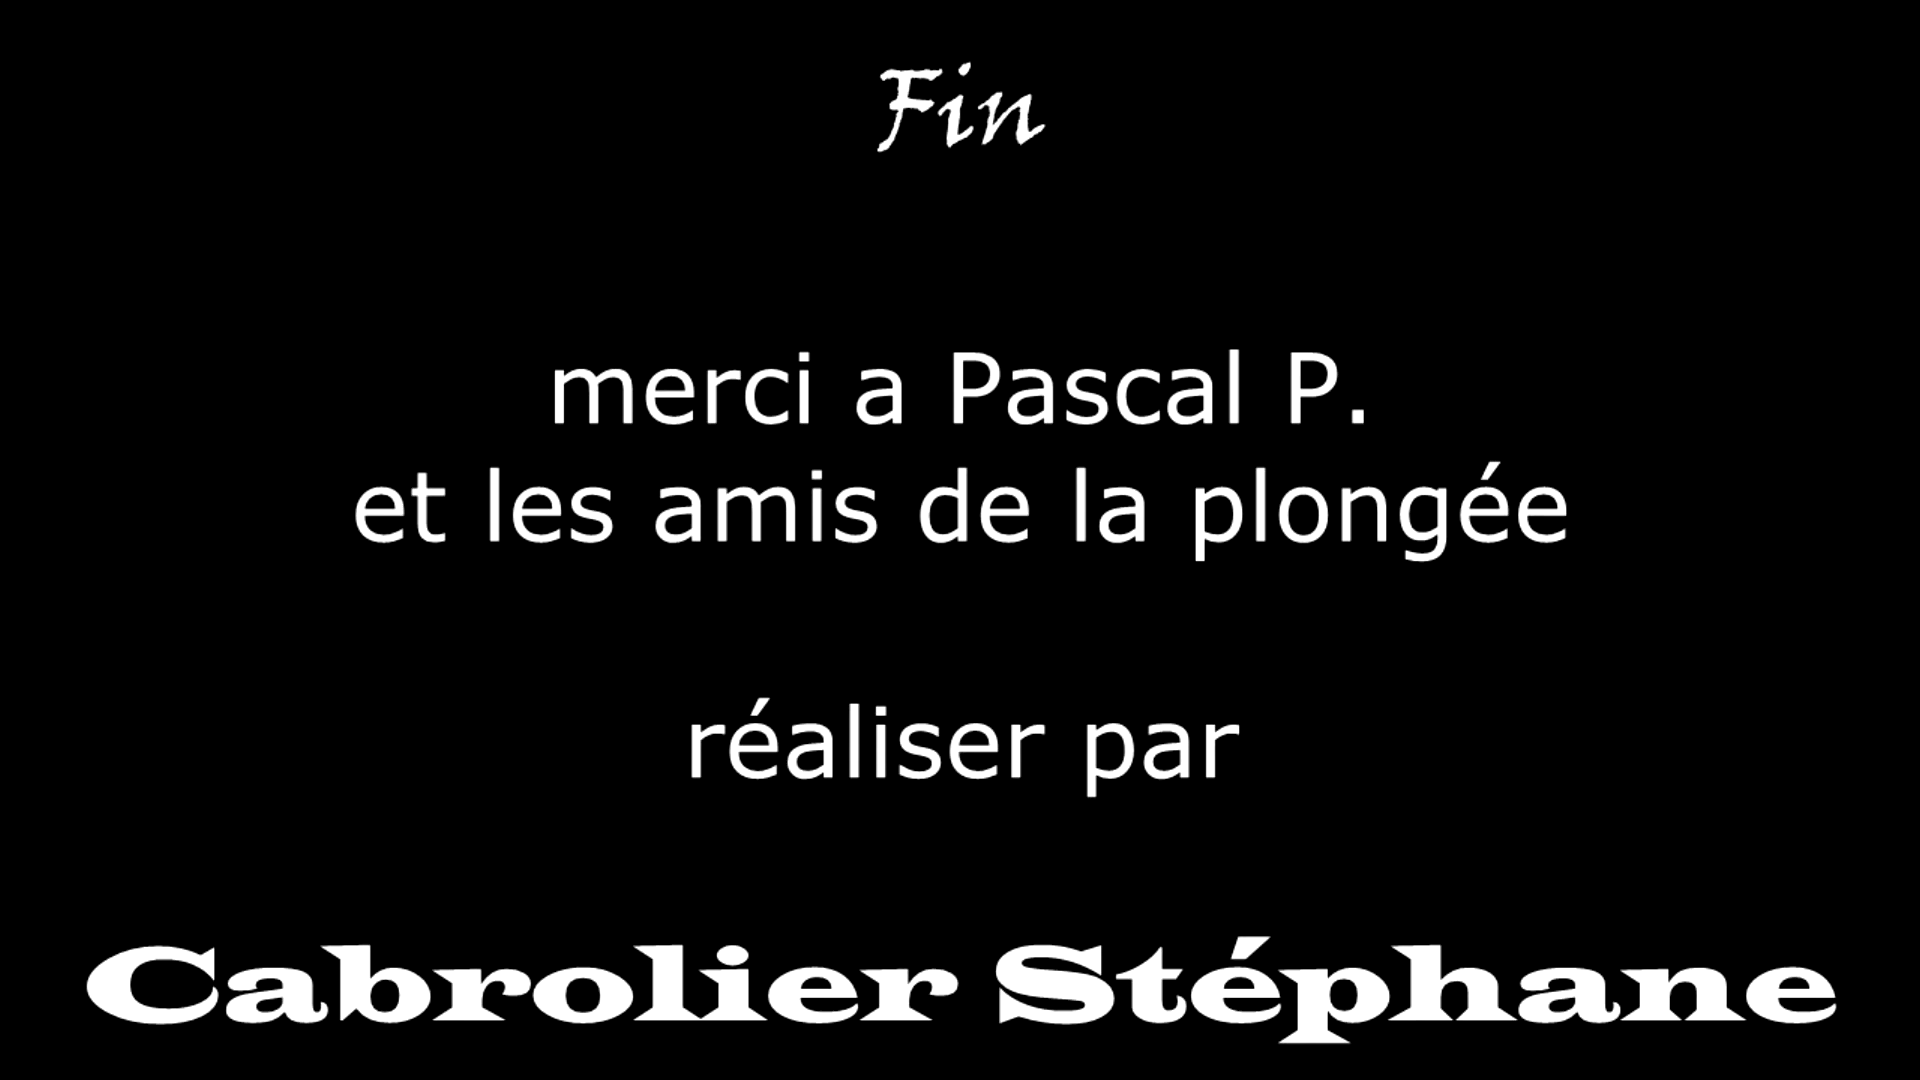 Fin
merci a Pascal P.
et les amis de la plongée
réaliser par
Cabrolier Stéphane